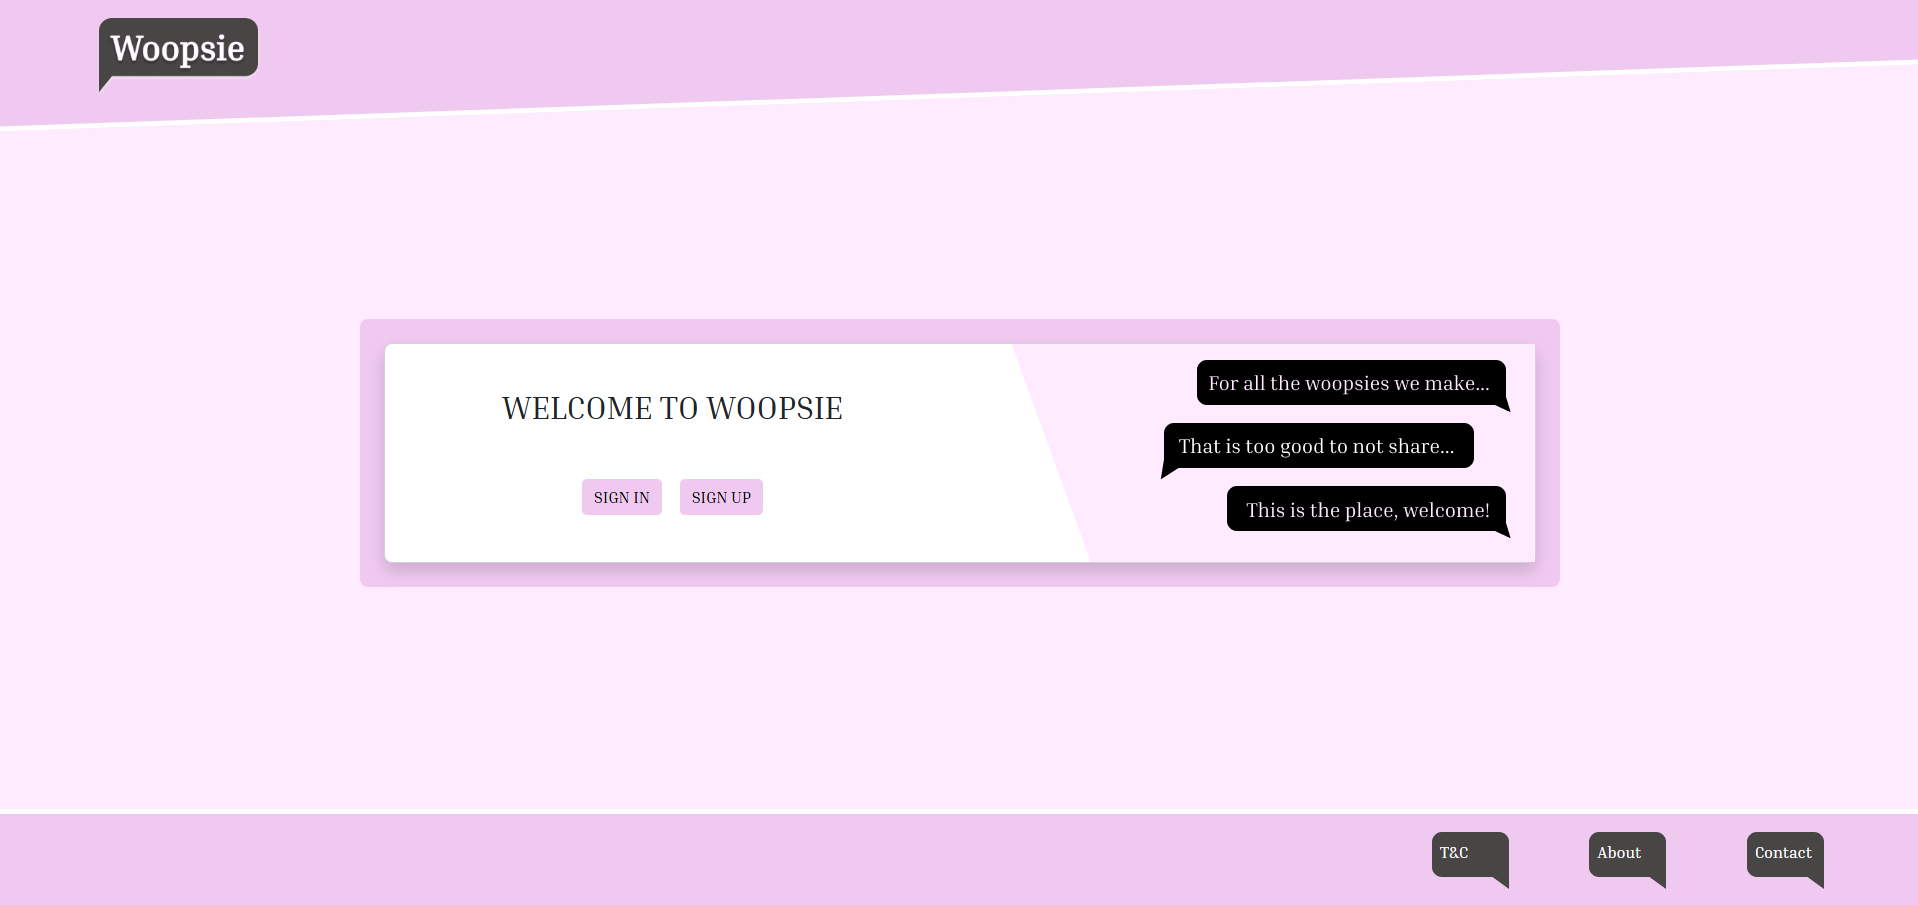 Woopsie
WELCOME TO WOOPSIE
SIGN IN
SIGN UP
For all the woopsies we make...
That is too good to not share...
This is the place, welcome!
T&C
About
Contact